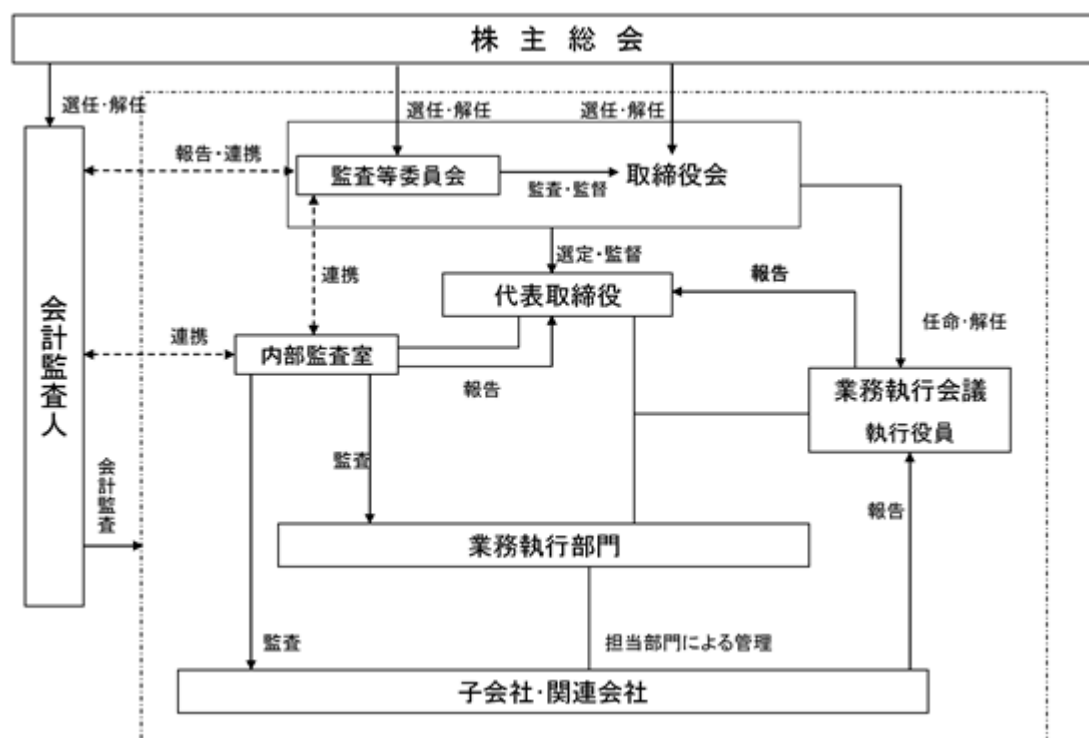 株主総会
選任・解任
選任・解任
選任・解任
報告・連携
監査等委員会
監査・監督
取締役会
選定・監督
連携
代表取締役
報告
任命・解任
連携
内部監査室
報告
業務執行会議
執行役員
会計監査人
監査
会計監査
報告
業務執行部門
監査
担当部門による管理
子会社・関連会社